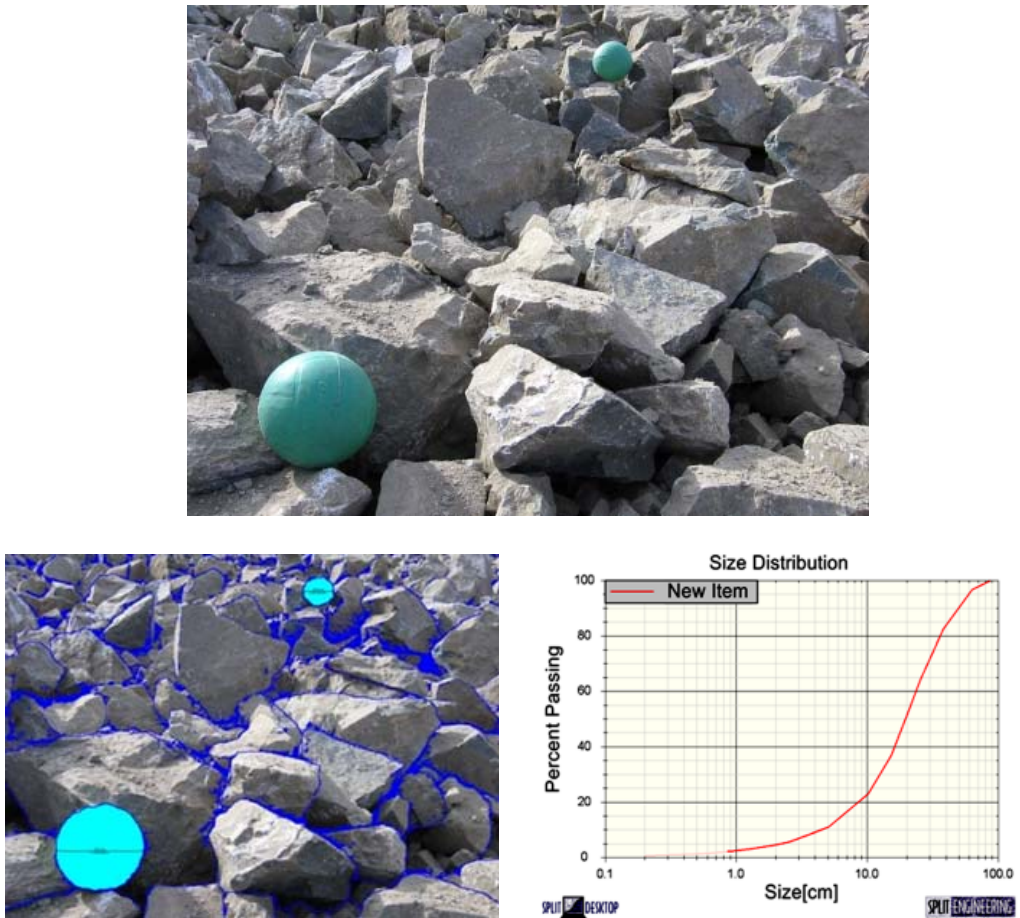 Size Distribution
New Item
100
80
60
40
20
0
Percent Passing
0.1
1.0
10.0
100.0
Size[cm]
SPLIT DESKTOP
SPLIT ENGINEERING